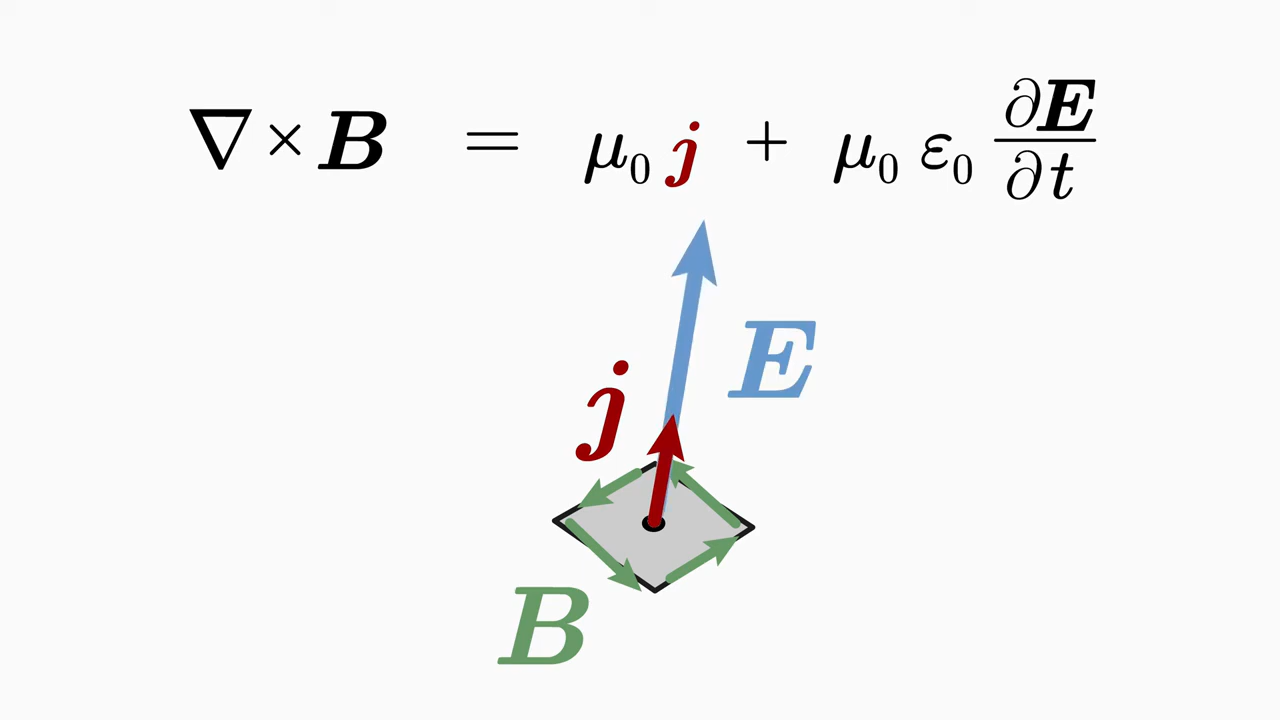 ∇ × B = μ₀ j + μ₀ ε₀ ∂E/∂t
E
j
B